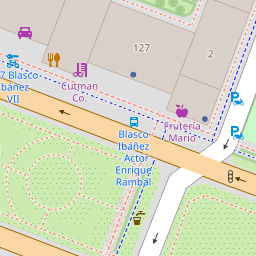 127
2
7 Blasco
Ibáñez
VII
Cutman
Co.
Frutería
Mario
Blasco
Ibáñez
- Actor
Enrique
Rambal